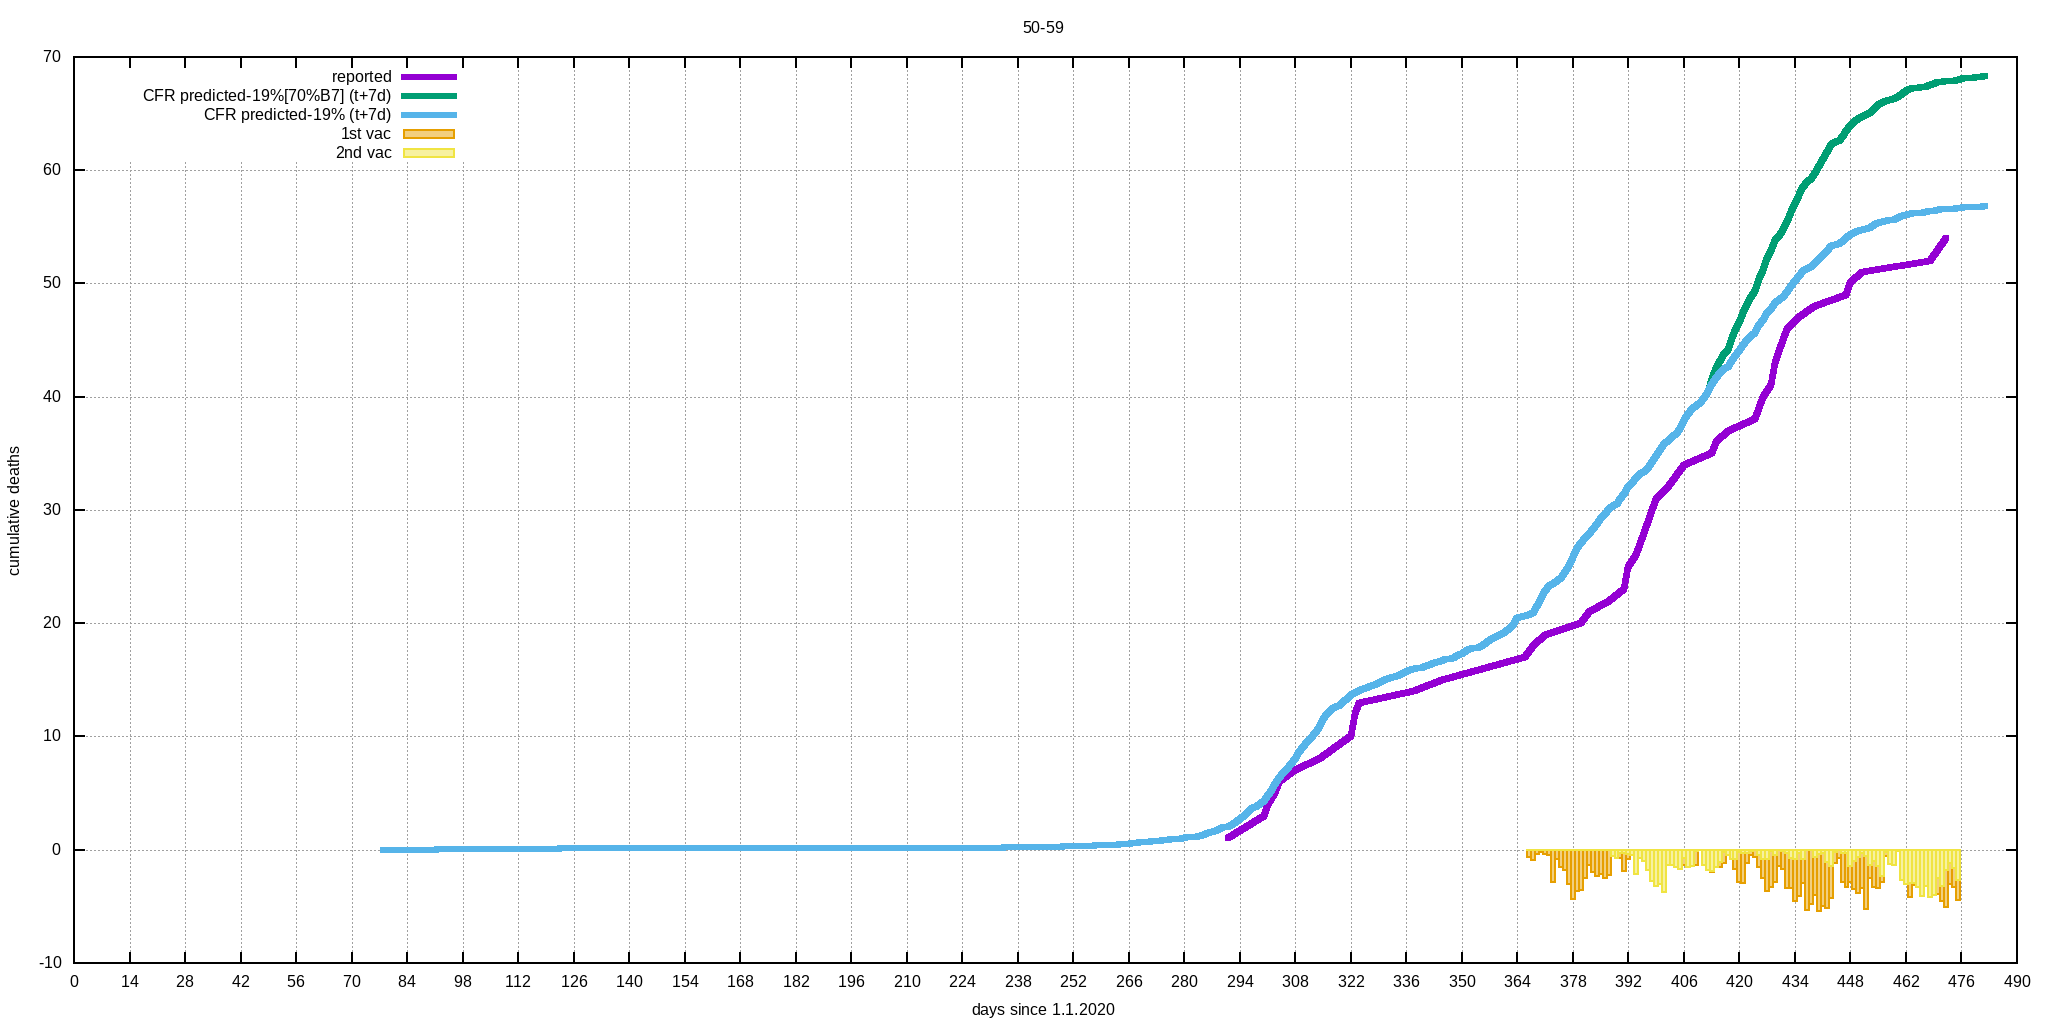 50-59
reported
CFR predicted-19%[70%B7] (t+7d)
CFR predicted-19% (t+7d)
1st vac
2nd vac
70
60
50
40
30
20
10
0
-10
cumulative deaths
0 14 28 42 56 70 84 98 112 126 140 154 168 182 196 210 224 238 252 266 280 294 308 322 336 350 364 378 392 406 420 434 448 462 476 490
days since 1.1.2020